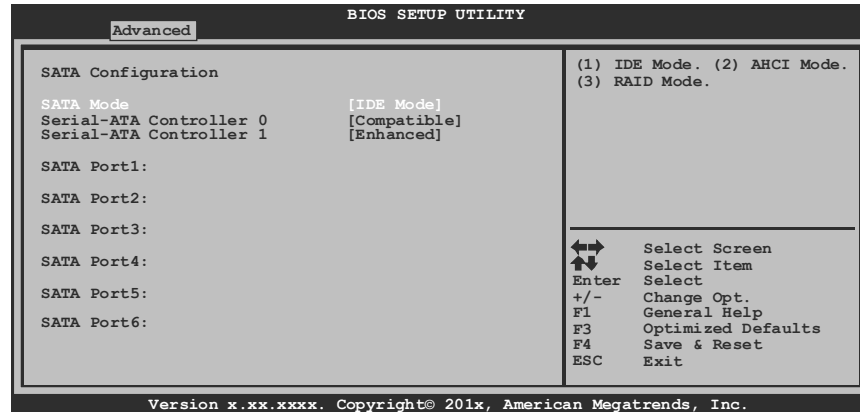 BIOS SETUP UTILITY
Advanced
SATA Configuration
SATA Mode [IDE Mode]
Serial-ATA Controller 0 [Compatible]
Serial-ATA Controller 1 [Enhanced]
SATA Port1:
SATA Port2:
SATA Port3:
SATA Port4:
SATA Port5:
SATA Port6:
(1) IDE Mode. (2) AHCI Mode.
(3) RAID Mode.
Select Screen
Select Item
Enter Select
+/- Change Opt.
F1 General Help
F3 Optimized Defaults
F4 Save & Reset
ESC Exit
Version x.xx.xxxx. Copyright© 201x, American Megatrends, Inc.